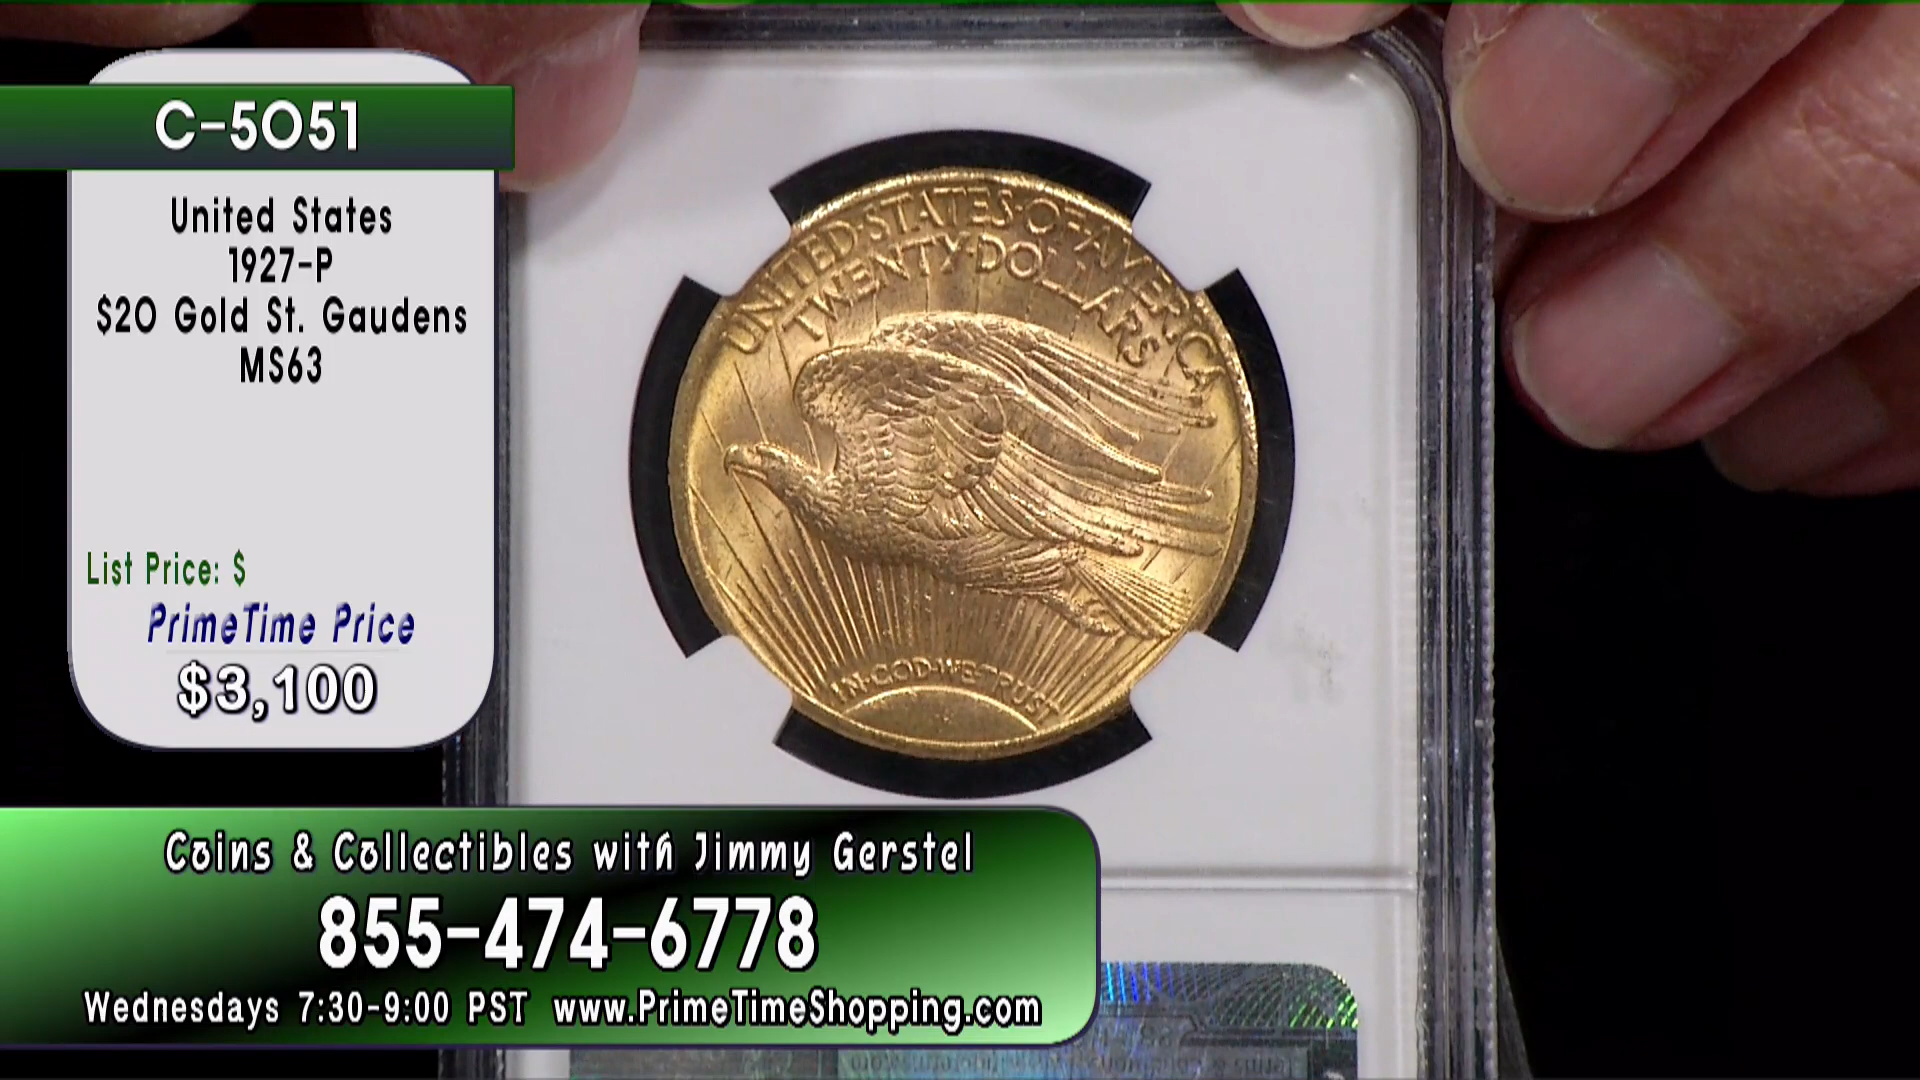 C-5051
United States
1927-P
$20 Gold St. Gaudens
MS63
List Price: $
PrimeTime Price
$3,100
UNITED·STATES·OF·AMERICA
TWENTY·DOLLARS
IN·GOD·WE·TRUST
Coins & Collectibles with Jimmy Gerstel
855-474-6778
Wednesdays 7:30-9:00 PST www.PrimeTimeShopping.com